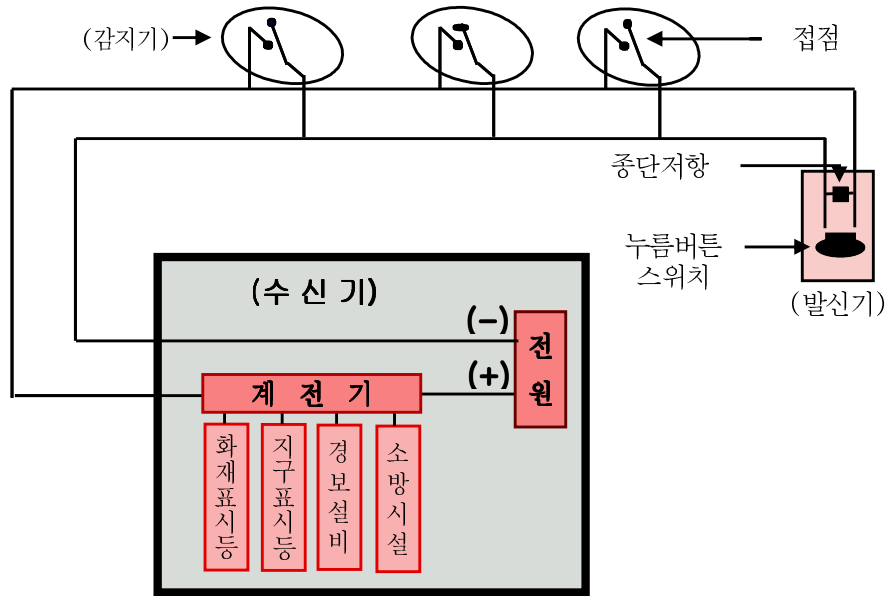 (감지기)
접점
종단저항
누름버튼
스위치
(발신기)
(수 신 기)
(−)
전
원
(+)
계 전 기
화재표시등
지구표시등
경보설비
소방시설